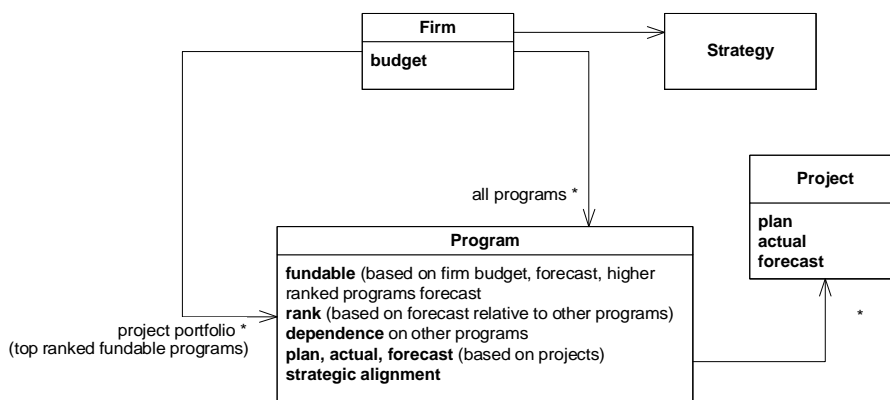 Firm
budget
Strategy
Project
plan
actual
forecast
all programs *
Program
fundable (based on firm budget, forecast, higher
ranked programs forecast
rank (based on forecast relative to other programs)
dependence on other programs
plan, actual, forecast (based on projects)
strategic alignment
project portfolio *
(top ranked fundable programs)
*